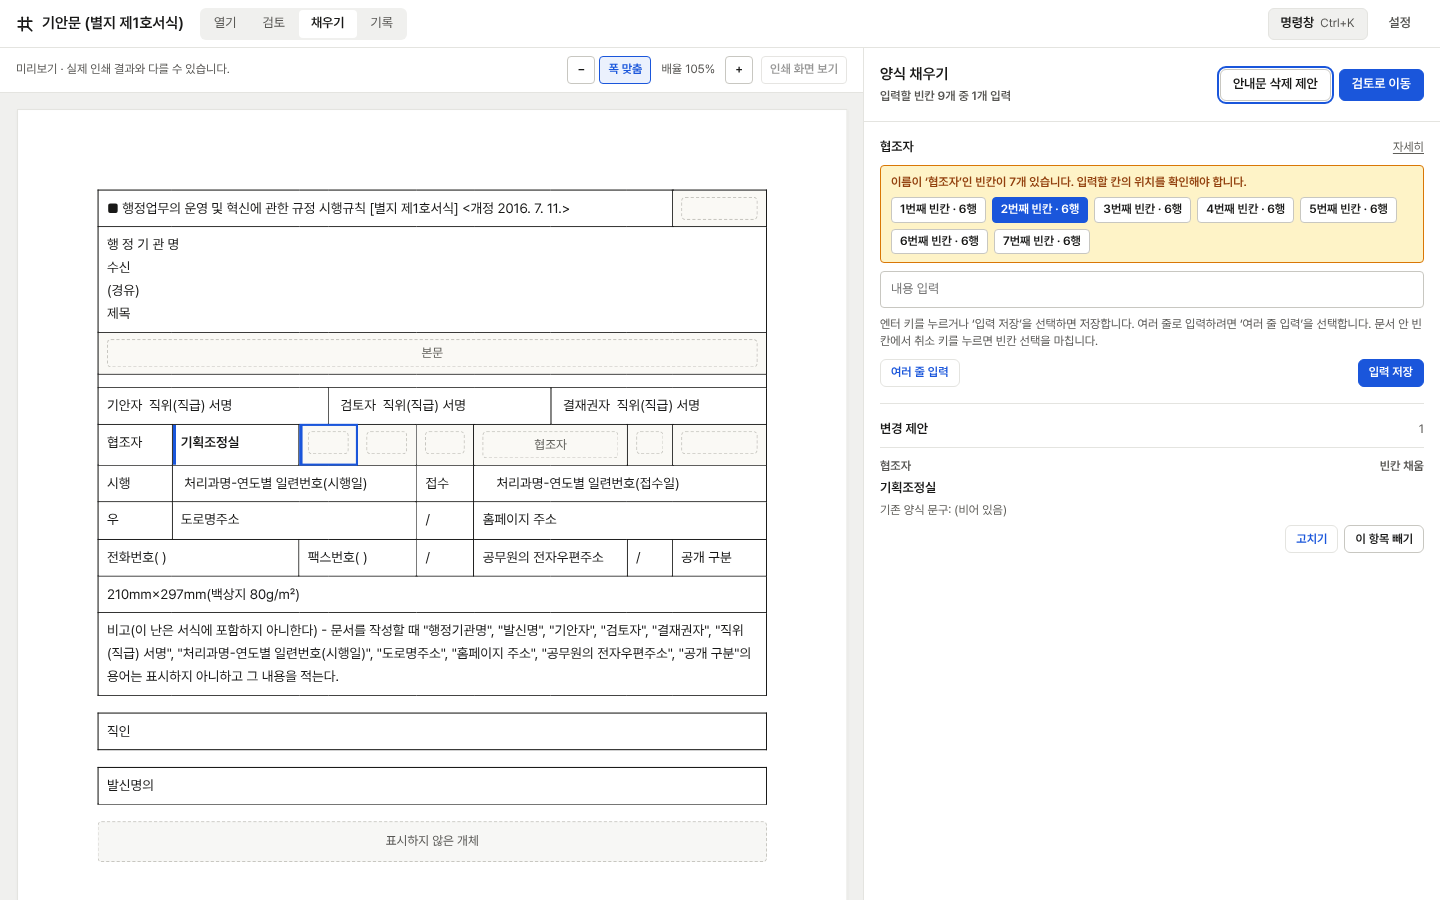 기안문 (별지 제1호서식)
열기 검토 채우기 기록
명령창 Ctrl+K 설정
미리보기 · 실제 인쇄 결과와 다를 수 있습니다.
− 폭 맞춤 배율 105% + 인쇄 화면 보기
■ 행정업무의 운영 및 혁신에 관한 규정 시행규칙 [별지 제1호서식] <개정 2016. 7. 11.>
행 정 기 관 명
수신
(경유)
제목
본문
기안자 직위(직급) 서명 검토자 직위(직급) 서명 결재권자 직위(직급) 서명
협조자 기획조정실 협조자
시행 처리과명-연도별 일련번호(시행일) 접수 처리과명-연도별 일련번호(접수일)
우 도로명주소 / 홈페이지 주소
전화번호( ) 팩스번호( ) / 공무원의 전자우편주소 / 공개 구분
210mm×297mm(백상지 80g/m²)
비고(이 난은 서식에 포함하지 아니한다) - 문서를 작성할 때 "행정기관명", "발신명", "기안자", "검토자", "결재권자", "직위
(직급) 서명", "처리과명-연도별 일련번호(시행일)", "도로명주소", "홈페이지 주소", "공무원의 전자우편주소", "공개 구분"의
용어는 표시하지 아니하고 그 내용을 적는다.
직인
발신명의
표시하지 않은 개체
양식 채우기
입력할 빈칸 9개 중 1개 입력
안내문 삭제 제안 검토로 이동
협조자 자세히
이름이 ‘협조자’인 빈칸이 7개 있습니다. 입력할 칸의 위치를 확인해야 합니다.
1번째 빈칸 · 6행 2번째 빈칸 · 6행 3번째 빈칸 · 6행 4번째 빈칸 · 6행 5번째 빈칸 · 6행
6번째 빈칸 · 6행 7번째 빈칸 · 6행
내용 입력
엔터 키를 누르거나 ‘입력 저장’을 선택하면 저장합니다. 여러 줄로 입력하려면 ‘여러 줄 입력’을 선택합니다. 문서 안 빈
칸에서 취소 키를 누르면 빈칸 선택을 마칩니다.
여러 줄 입력 입력 저장
변경 제안 1
협조자 빈칸 채움
기획조정실
기존 양식 문구: (비어 있음)
고치기 이 항목 빼기